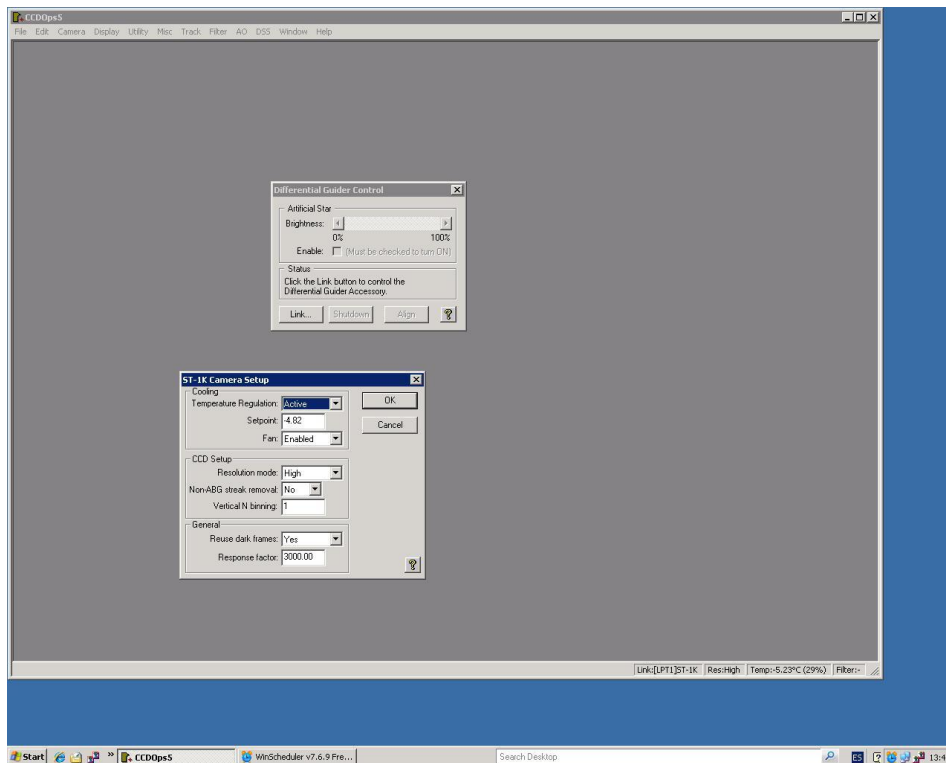 CCDOps5
File Edit Camera Display Utility Misc Track Filter AO DSS Window Help
Differential Guider Control
Artificial Star
Brightness:
0% 100%
Enable: (Must be checked to turn ON)
Status
Click the Link button to control the
Differential Guider Accessory.
Link... Shutdown Align ?
ST-1K Camera Setup
Cooling
Temperature Regulation: Active
OK
Setpoint: -4.82
Cancel
Fan: Enabled
CCD Setup
Resolution mode: High
Non-ABG streak removal: No
Vertical N binning: 1
General
Reuse dark frames: Yes
Response factor: 3000.00
?
Link:[LPT1]ST-1K Res:High Temp:-5.23°C (29%) Filter:-
Start » CCDOps5 WinScheduler v7.6.9 Fre... Search Desktop ES ? 13:4